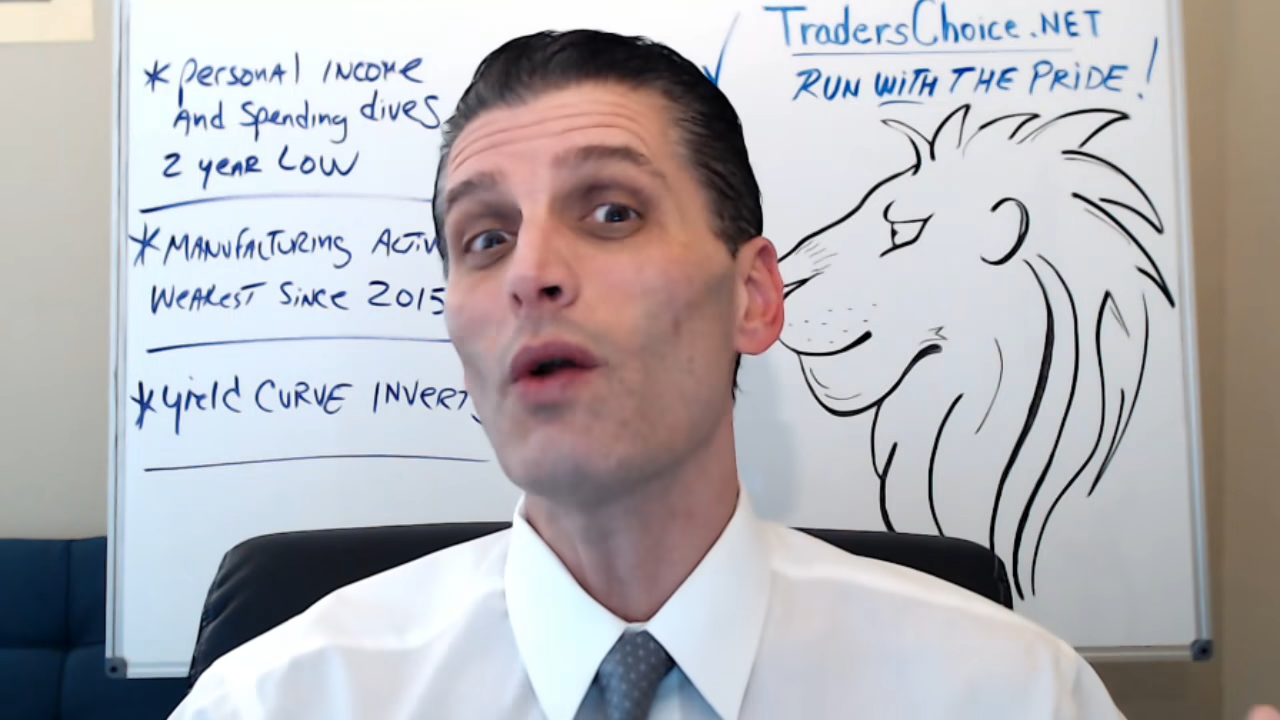 * Personal Income
And Spending dives
2 year Low
* Manufacturing
Weakest Since 2015
* Yield Curve
TradersChoice.NET
Run With The Pride!